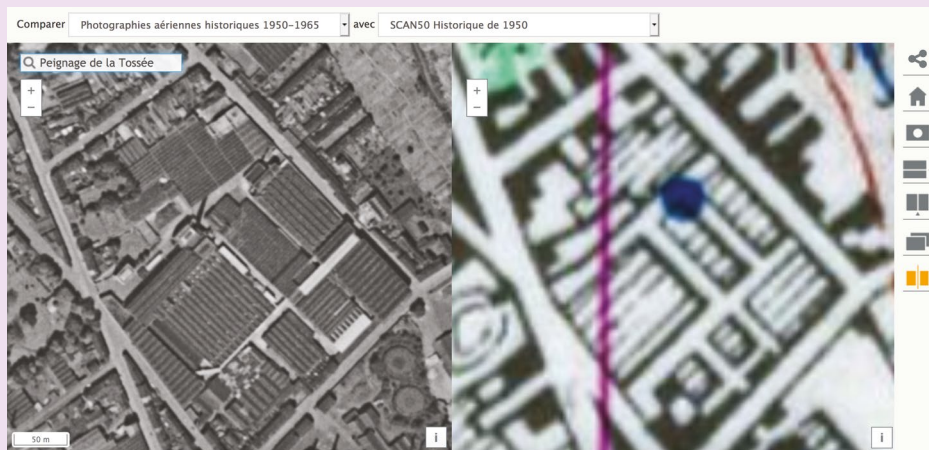 Comparer Photographies aériennes historiques 1950-1965 avec SCAN50 Historique de 1950
Peignage de la Tossée
+
−
+
−
50 m
i
i